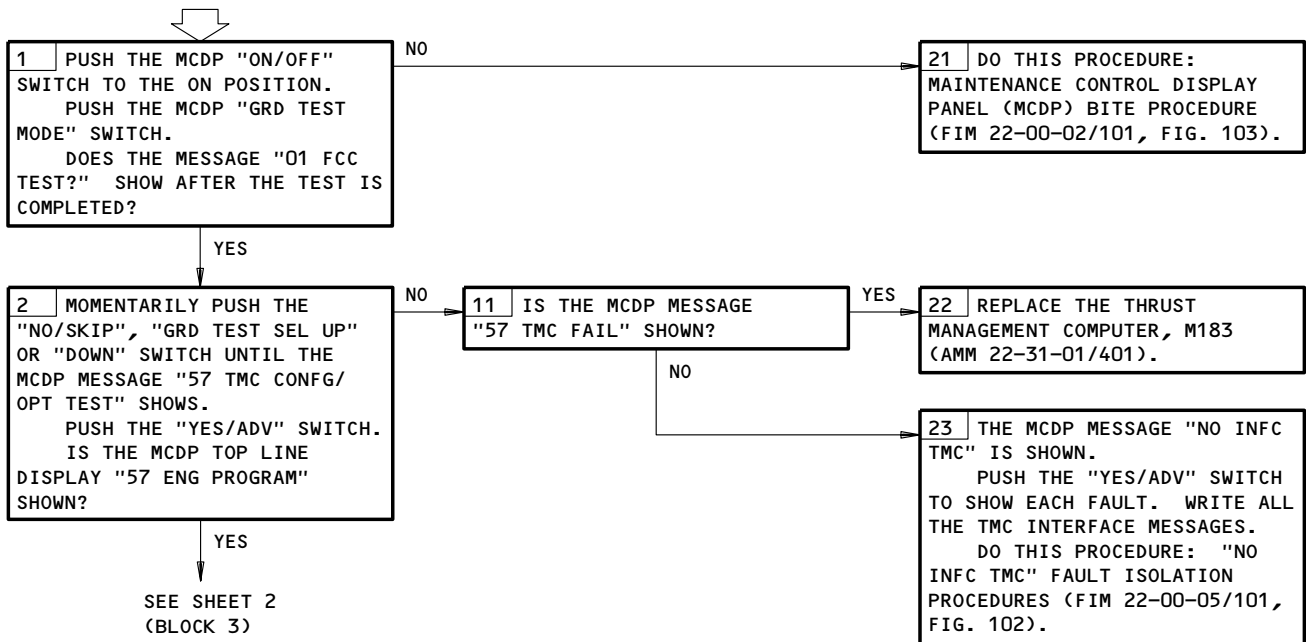 1 PUSH THE MCDP "ON/OFF"
SWITCH TO THE ON POSITION.
PUSH THE MCDP "GRD TEST
MODE" SWITCH.
DOES THE MESSAGE "01 FCC
TEST?" SHOW AFTER THE TEST IS
COMPLETED?
NO
21 DO THIS PROCEDURE:
MAINTENANCE CONTROL DISPLAY
PANEL (MCDP) BITE PROCEDURE
(FIM 22-00-02/101, FIG. 103).
YES
2 MOMENTARILY PUSH THE
"NO/SKIP", "GRD TEST SEL UP"
OR "DOWN" SWITCH UNTIL THE
MCDP MESSAGE "57 TMC CONFG/
OPT TEST" SHOWS.
PUSH THE "YES/ADV" SWITCH.
IS THE MCDP TOP LINE
DISPLAY "57 ENG PROGRAM"
SHOWN?
NO
11 IS THE MCDP MESSAGE
"57 TMC FAIL" SHOWN?
YES
22 REPLACE THE THRUST
MANAGEMENT COMPUTER, M183
(AMM 22-31-01/401).
NO
23 THE MCDP MESSAGE "NO INFC
TMC" IS SHOWN.
PUSH THE "YES/ADV" SWITCH
TO SHOW EACH FAULT. WRITE ALL
THE TMC INTERFACE MESSAGES.
DO THIS PROCEDURE: "NO
INFC TMC" FAULT ISOLATION
PROCEDURES (FIM 22-00-05/101,
FIG. 102).
YES
SEE SHEET 2
(BLOCK 3)